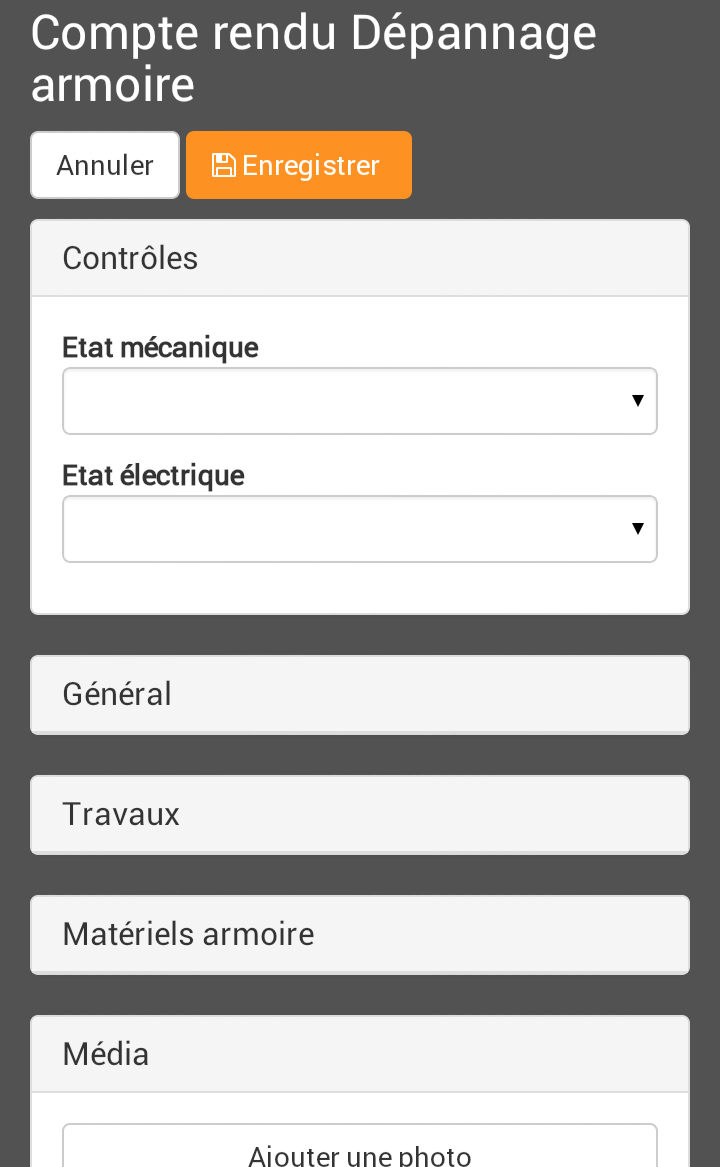 Compte rendu Dépannage
armoire
Annuler Enregistrer
Contrôles
Etat mécanique
Etat électrique
Général
Travaux
Matériels armoire
Média
Ajouter une photo